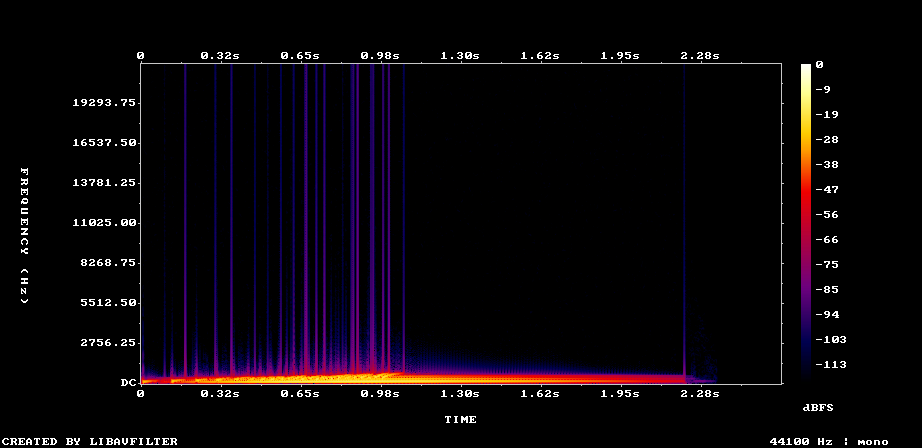 0 0.32s 0.65s 0.98s 1.30s 1.62s 1.95s 2.28s
0
-9
-19
-28
-38
-47
-56
-66
-75
-85
-94
-103
-113
dBFS
19293.75
16537.50
13781.25
11025.00
8268.75
5512.50
2756.25
DC
FREQUENCY (Hz)
0 0.32s 0.65s 0.98s 1.30s 1.62s 1.95s 2.28s
TIME
CREATED BY LIBAVFILTER
44100 Hz | mono